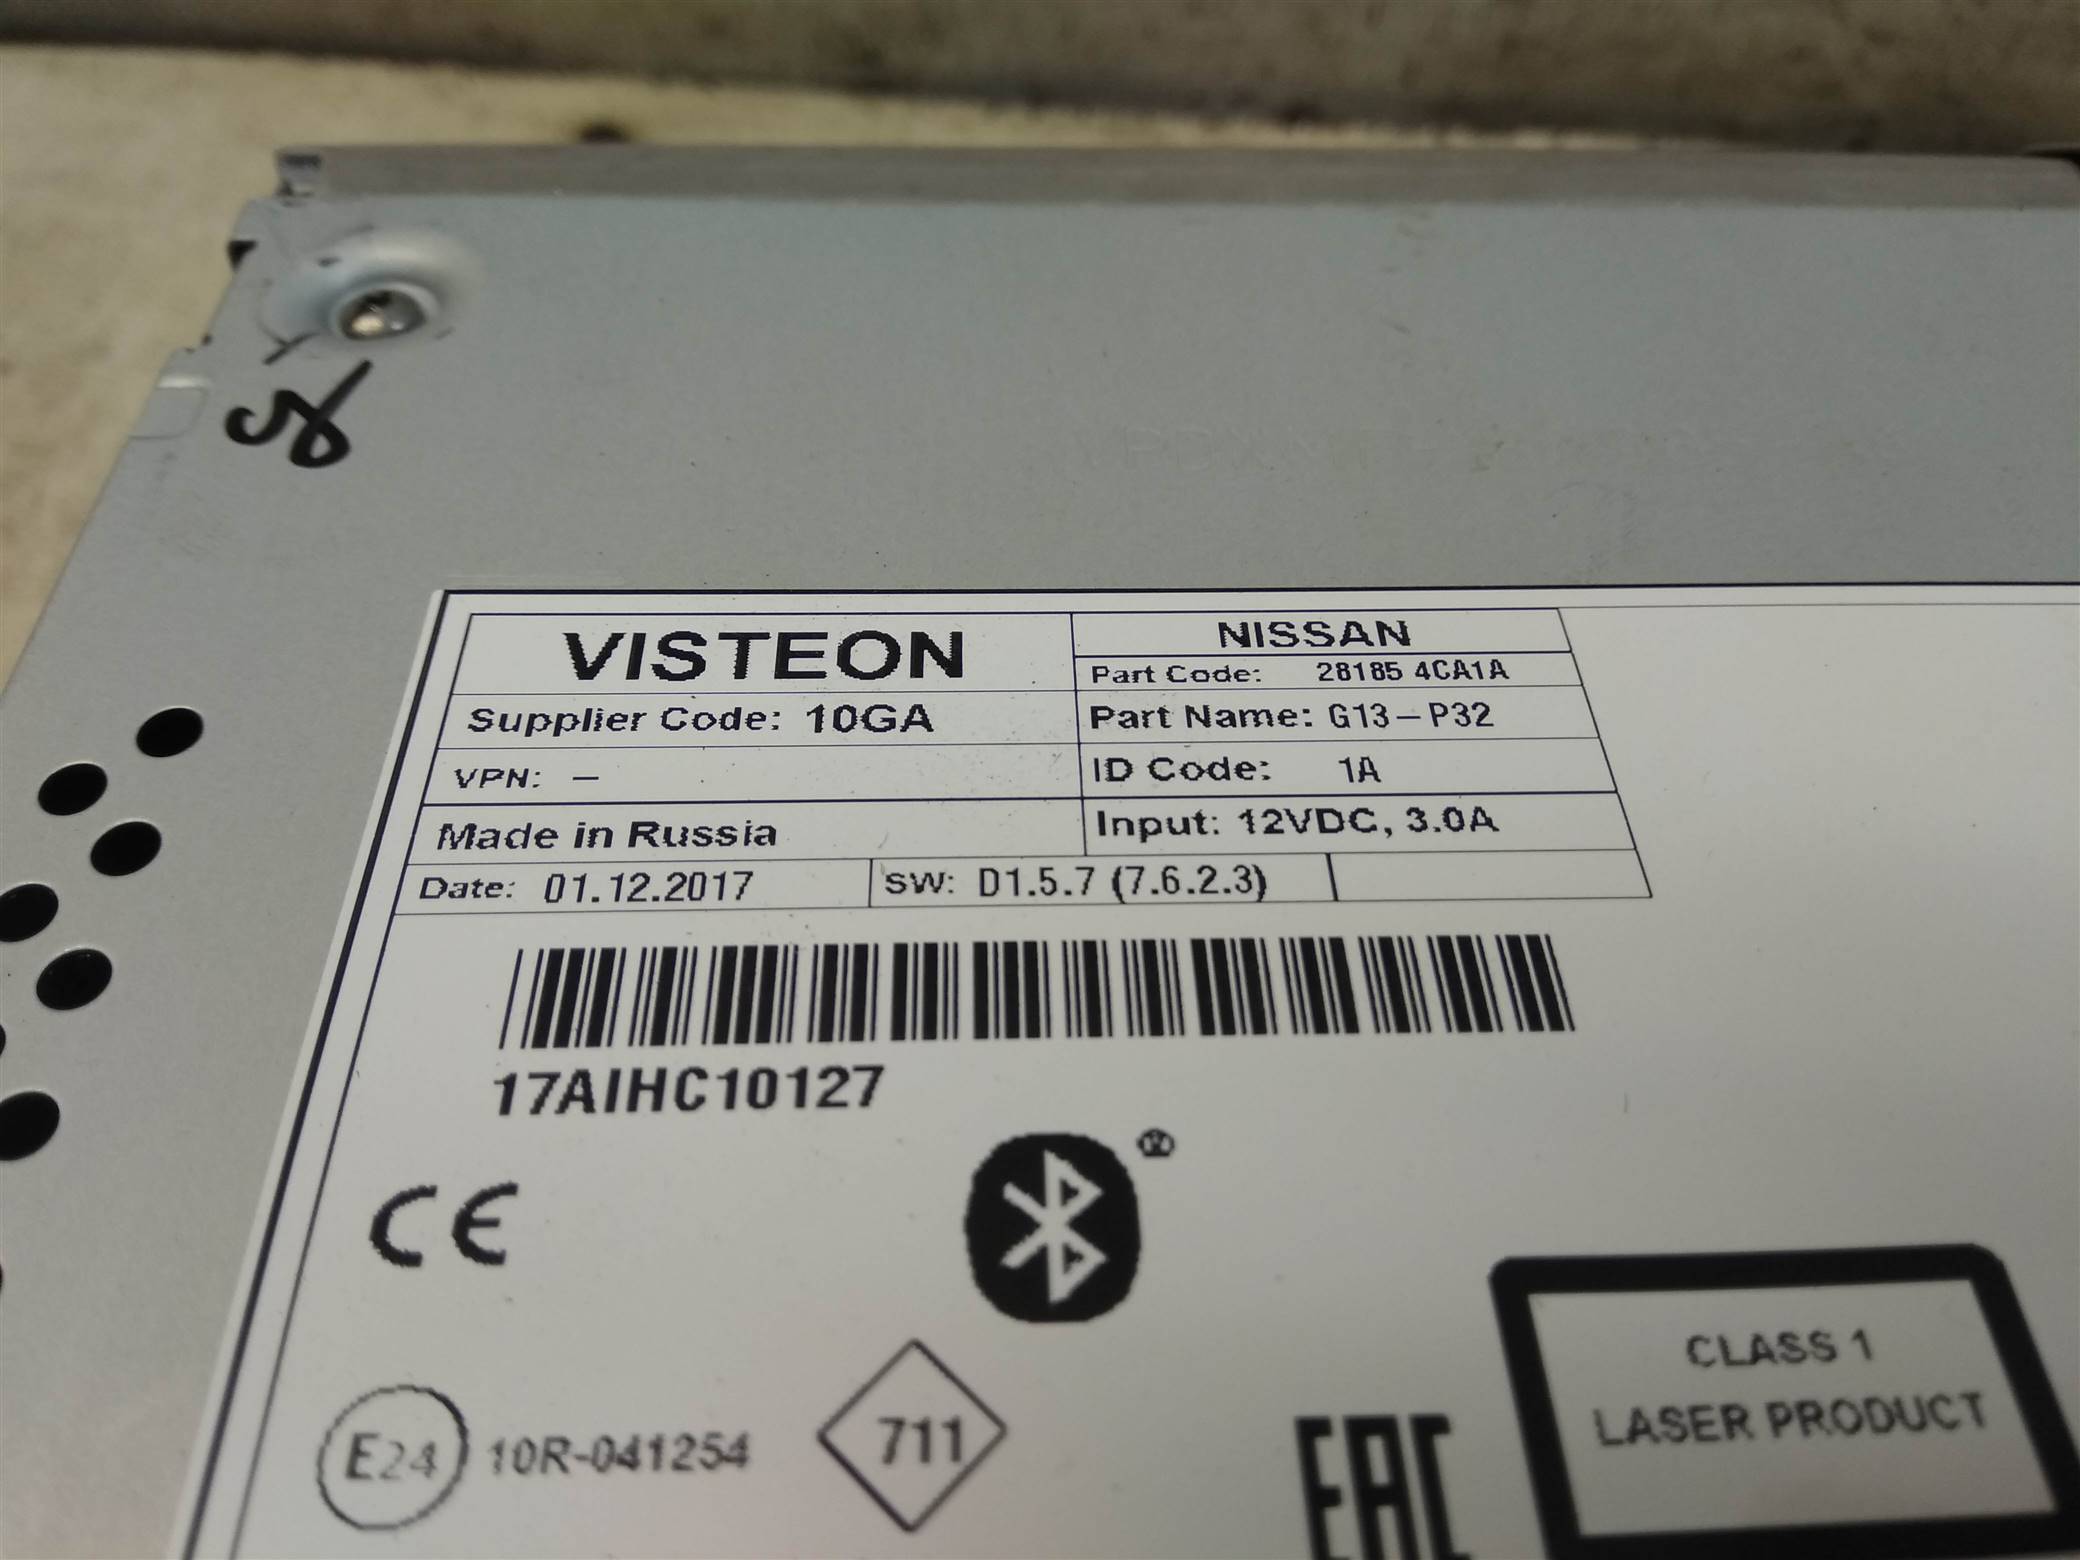 VISTEON
NISSAN
Part Code: 28185 4CA1A
Supplier Code: 10GA
Part Name: G13-P32
VPN: -
ID Code: 1A
Made in Russia
Input: 12VDC, 3.0A
Date: 01.12.2017
SW: D1.5.7 (7.6.2.3)
17AIHC10127
CE
®
CLASS 1
LASER PRODUCT
E24
10R-041254
711
EAC